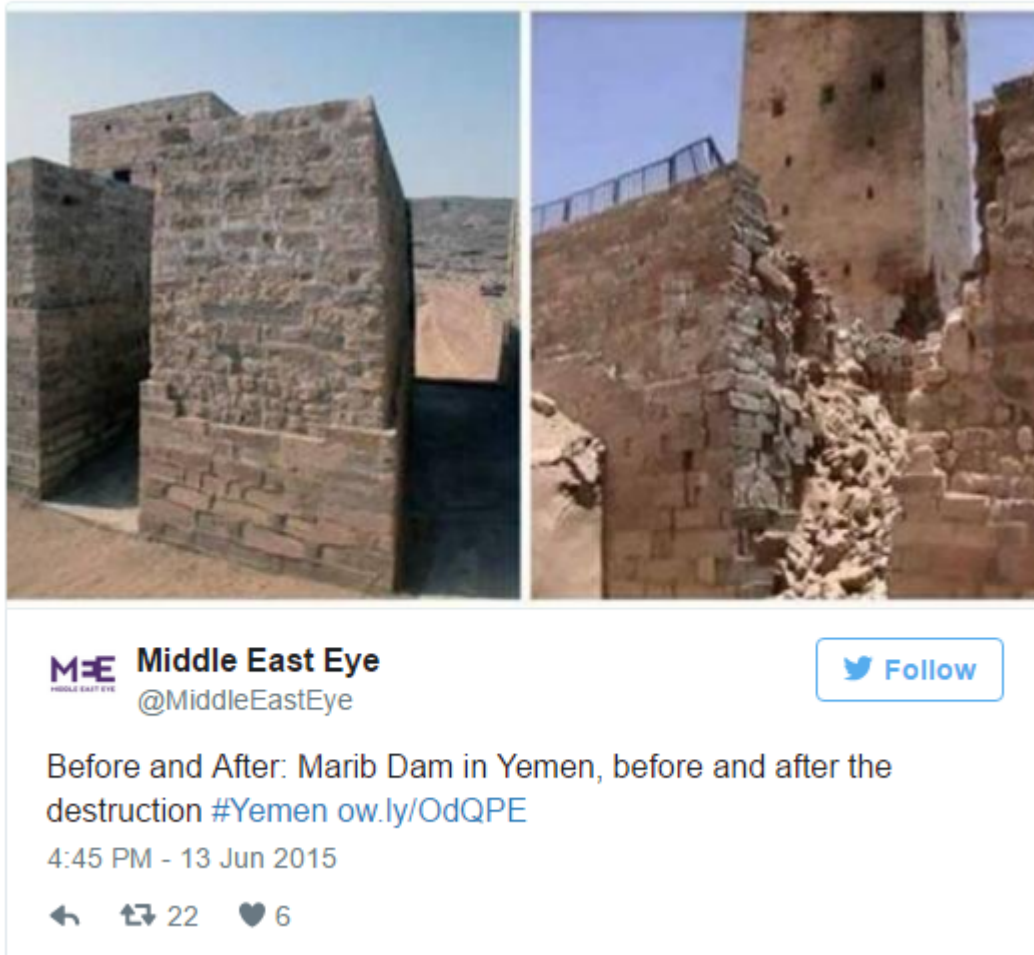 MEE
MIDDLE EAST EYE
Middle East Eye
@MiddleEastEye
Follow
Before and After: Marib Dam in Yemen, before and after the
destruction #Yemen ow.ly/OdQPE
4:45 PM - 13 Jun 2015
22 6